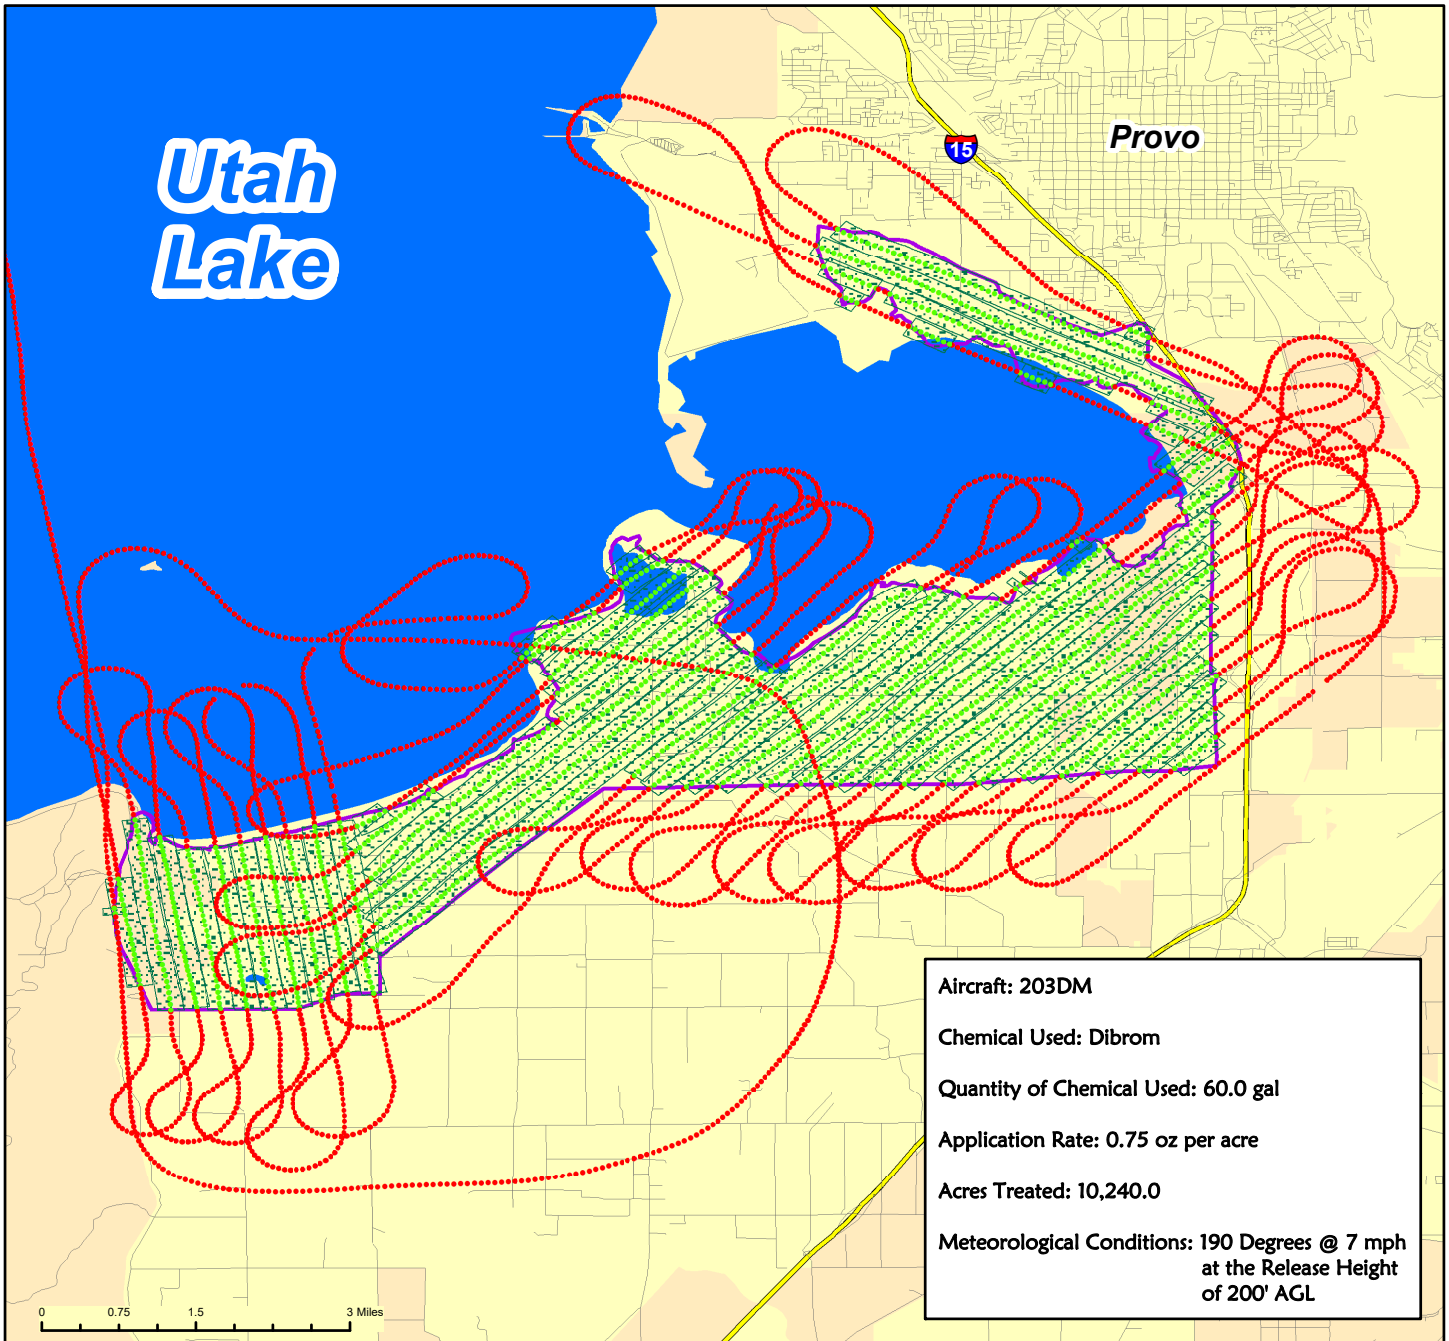 Utah
Lake
15
Provo
Aircraft: 203DM
Chemical Used: Dibrom
Quantity of Chemical Used: 60.0 gal
Application Rate: 0.75 oz per acre
Acres Treated: 10,240.0
Meteorological Conditions: 190 Degrees @ 7 mph
at the Release Height
of 200' AGL
0 0.75 1.5 3 Miles